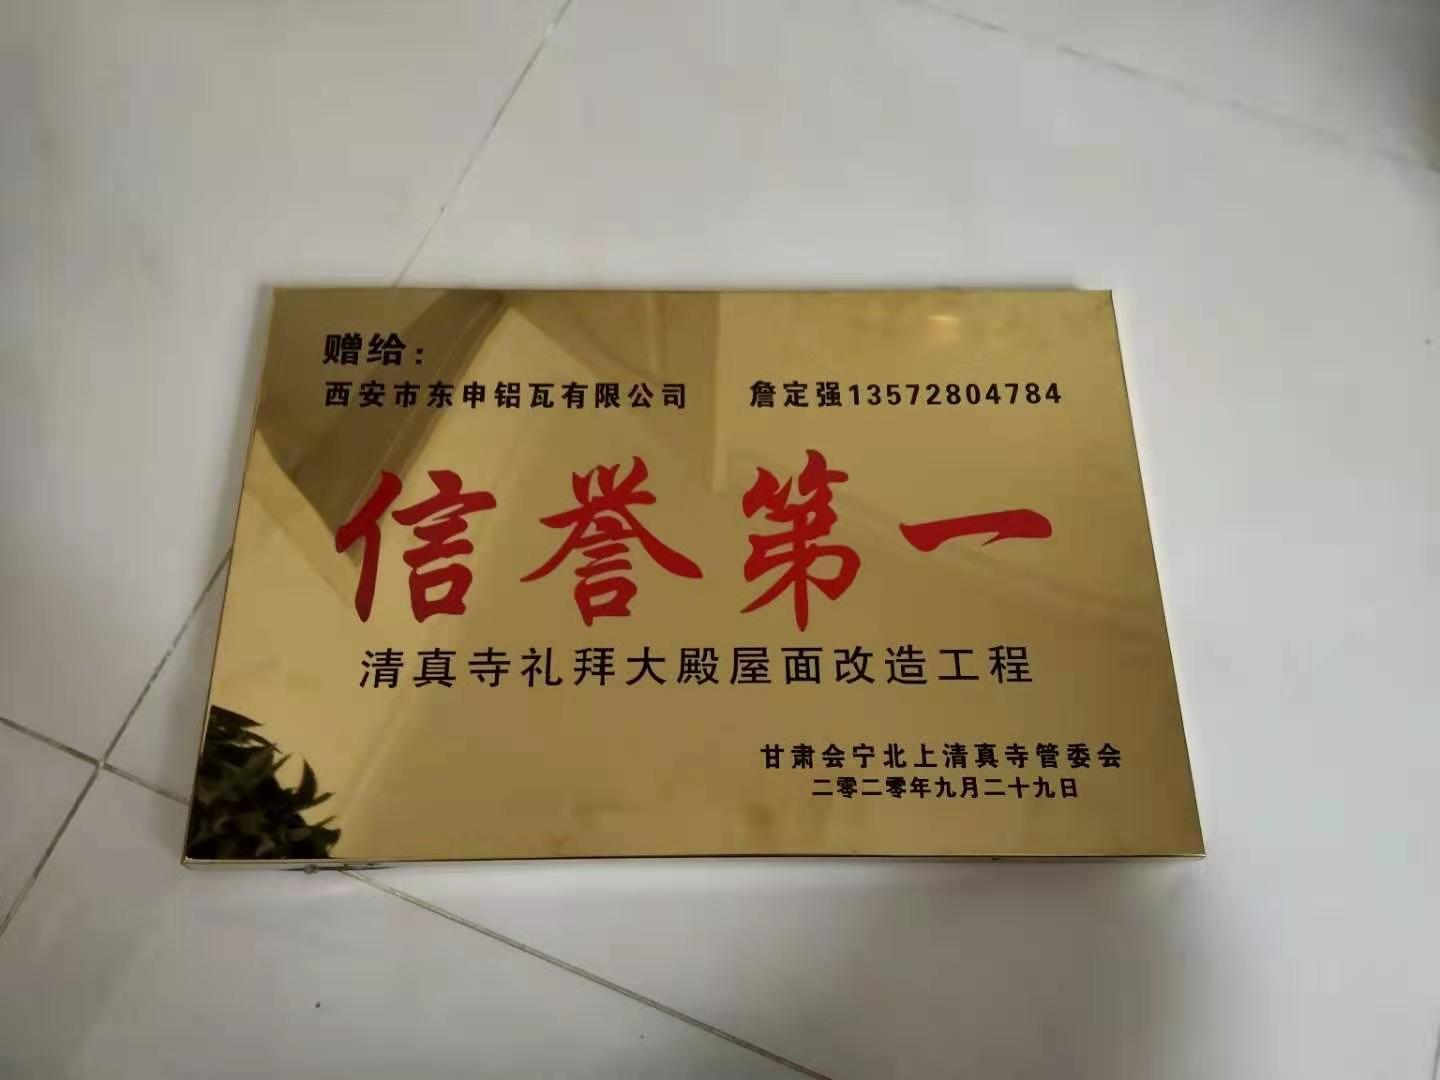 赠给：
西安市东申铝瓦有限公司 詹定强13572804784
信誉第一
清真寺礼拜大殿屋面改造工程
甘肃会宁北上清真寺管委会
二零二零年九月二十九日